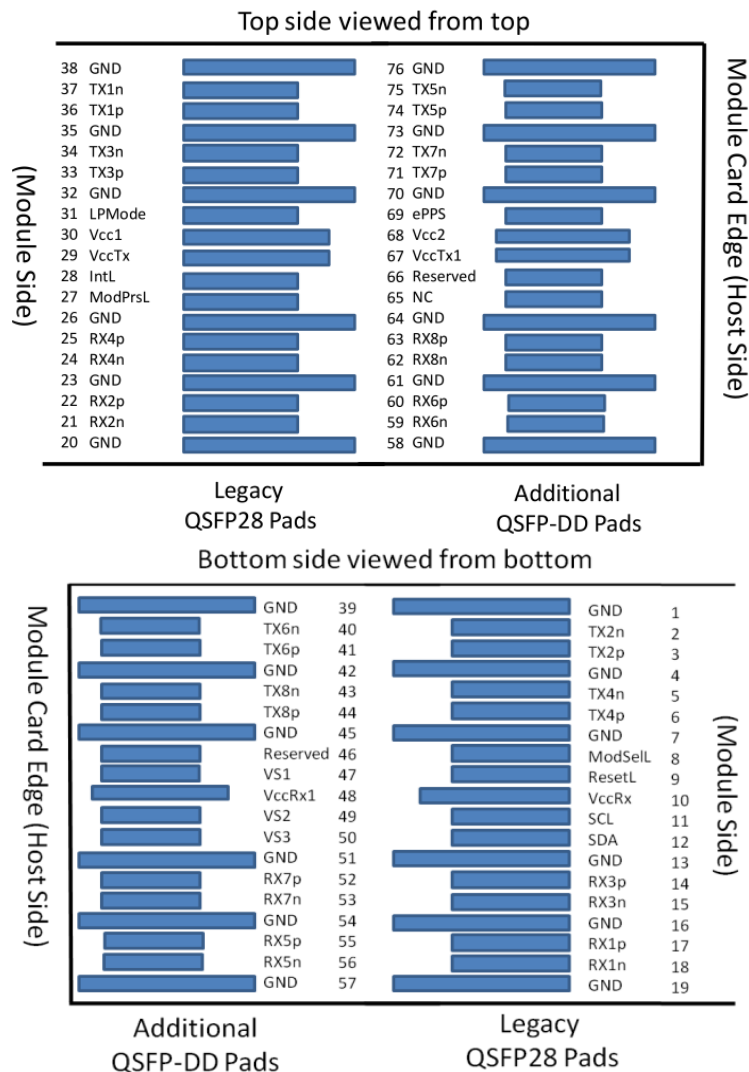 Top side viewed from top
38 GND 76 GND
37 TX1n 75 TX5n
36 TX1p 74 TX5p
35 GND 73 GND
34 TX3n 72 TX7n
33 TX3p 71 TX7p
32 GND 70 GND
31 LPMode 69 ePPS
30 Vcc1 68 Vcc2
29 VccTx 67 VccTx1
28 IntL 66 Reserved
27 ModPrsL 65 NC
26 GND 64 GND
25 RX4p 63 RX8p
24 RX4n 62 RX8n
23 GND 61 GND
22 RX2p 60 RX6p
21 RX2n 59 RX6n
20 GND 58 GND
(Module Side)
Module Card Edge (Host Side)
Legacy
QSFP28 Pads
Additional
QSFP-DD Pads
Bottom side viewed from bottom
Module Card Edge (Host Side)
GND 39 GND 1
TX6n 40 TX2n 2
TX6p 41 TX2p 3
GND 42 GND 4
TX8n 43 TX4n 5
TX8p 44 TX4p 6
GND 45 GND 7
Reserved 46 ModSelL 8
VS1 47 ResetL 9
VccRx1 48 VccRx 10
VS2 49 SCL 11
VS3 50 SDA 12
GND 51 GND 13
RX7p 52 RX3p 14
RX7n 53 RX3n 15
GND 54 GND 16
RX5p 55 RX1p 17
RX5n 56 RX1n 18
GND 57 GND 19
(Module Side)
Additional
QSFP-DD Pads
Legacy
QSFP28 Pads